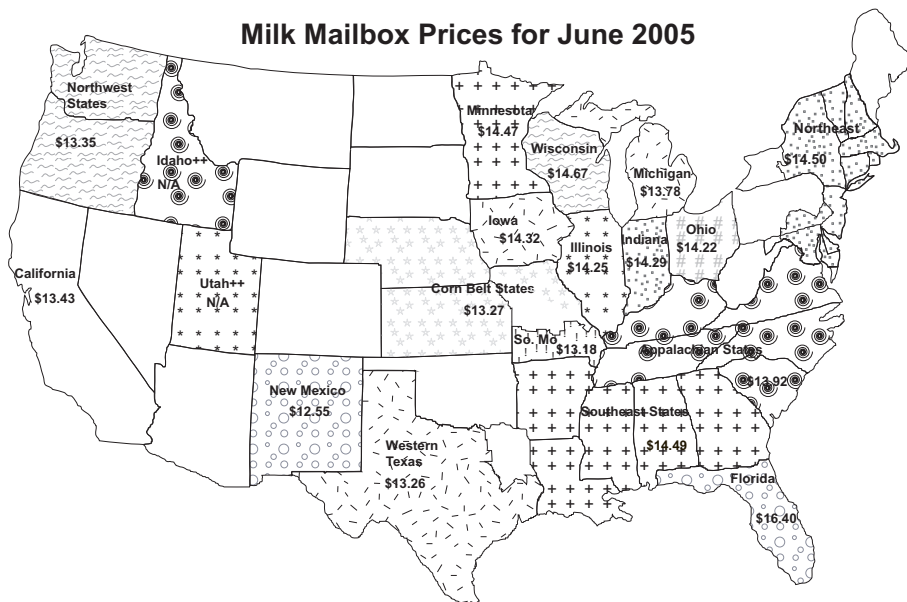 Milk Mailbox Prices for June 2005
Northwest
States
$13.35
Idaho++
N/A
Minnesota
$14.47
Wisconsin
$14.67
Michigan
$13.78
Northeast
$14.50
Iowa
$14.32
Illinois
$14.25
Indiana
$14.29
Ohio
$14.22
California
$13.43
Utah++
N/A
Corn Belt States
$13.27
So. Mo
$13.18
Appalachian States
$13.92
New Mexico
$12.55
Southeast States
$14.49
Western
Texas
$13.26
Florida
$16.40